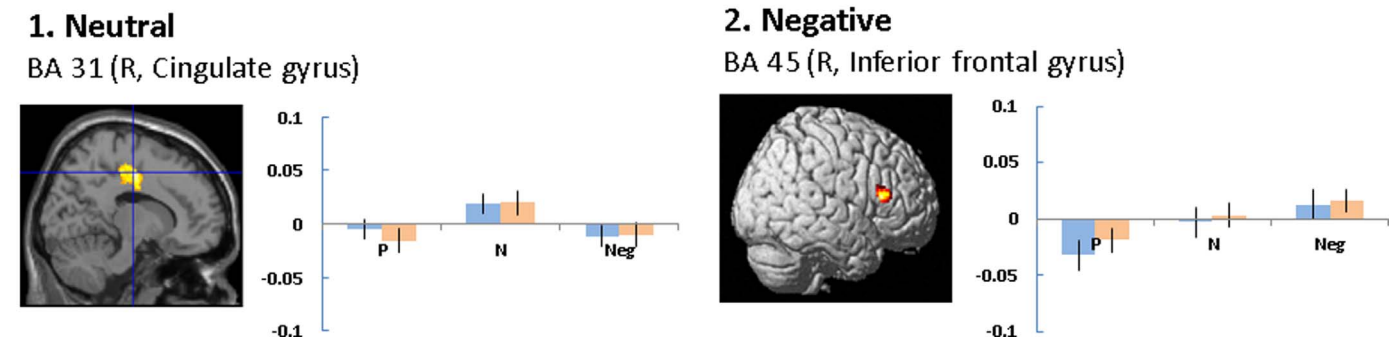 1. Neutral
BA 31 (R, Cingulate gyrus)
0.1
0.05
0
-0.05
-0.1
P
N
Neg
2. Negative
BA 45 (R, Inferior frontal gyrus)
0.1
0.05
0
-0.05
-0.1
P
N
Neg